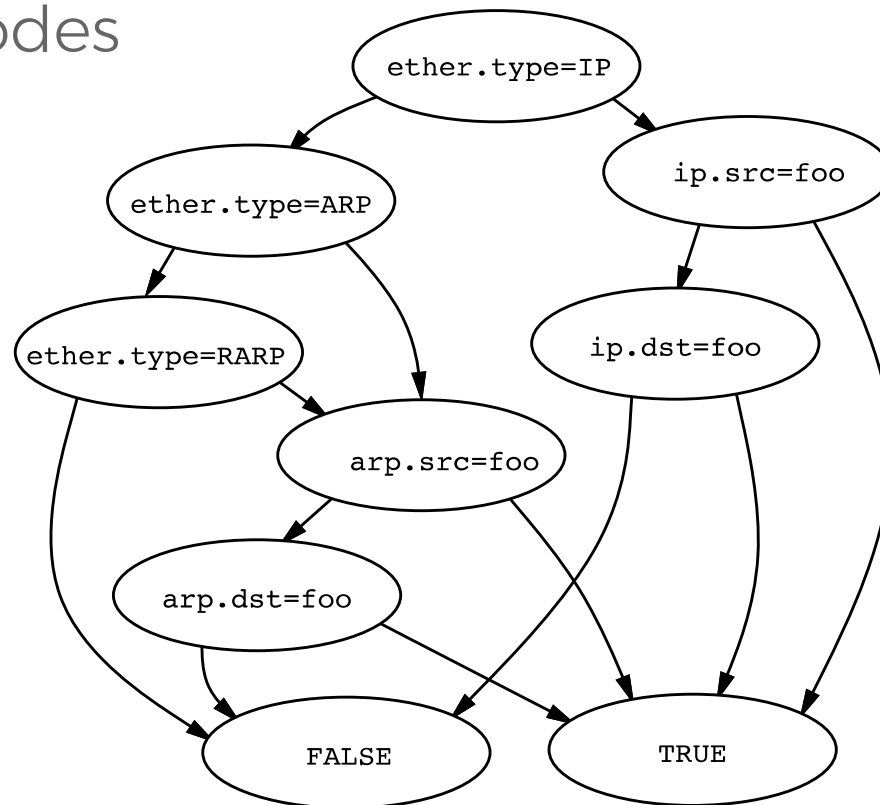 odes
ether.type=IP
ip.src=foo
ether.type=ARP
ip.dst=foo
ether.type=RARP
arp.src=foo
arp.dst=foo
FALSE
TRUE